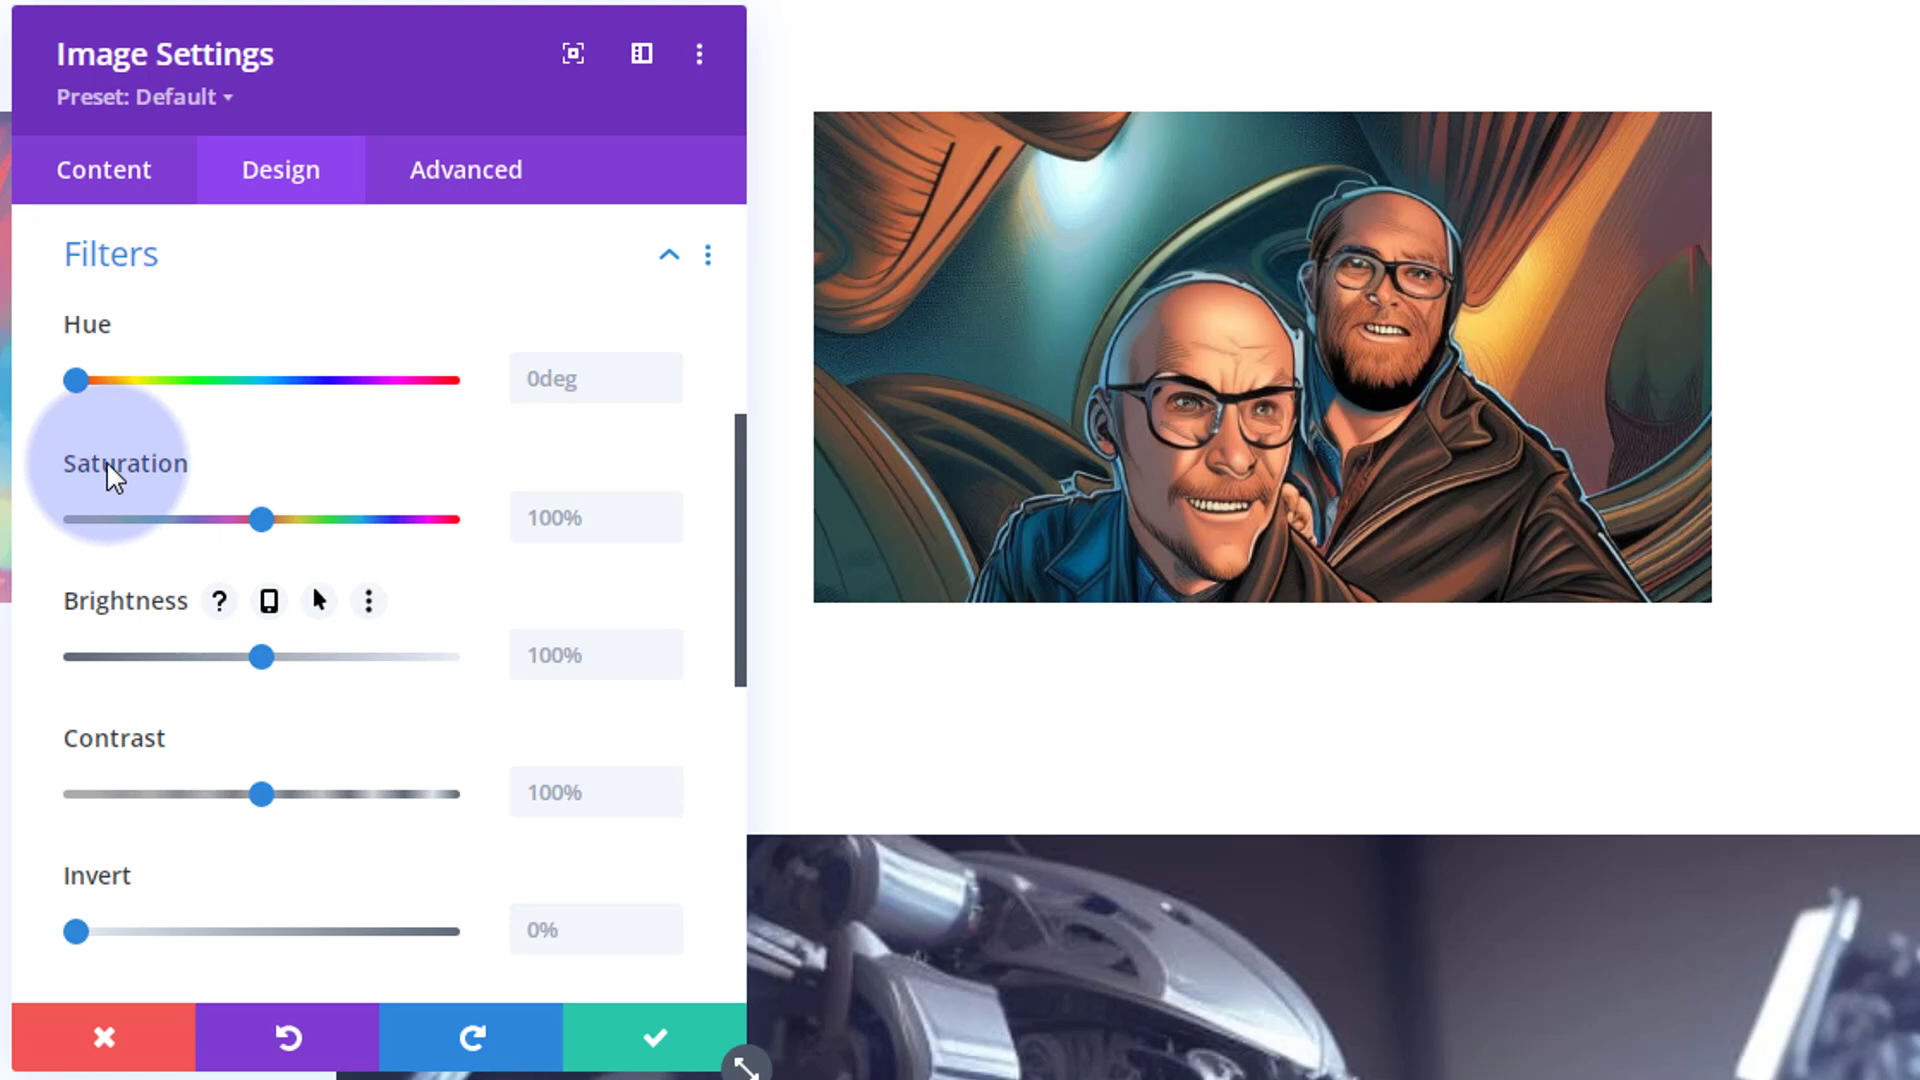 Image Settings
Preset: Default
Content Design Advanced
Filters
Hue
0deg
Saturation
100%
Brightness ?
100%
Contrast
100%
Invert
0%